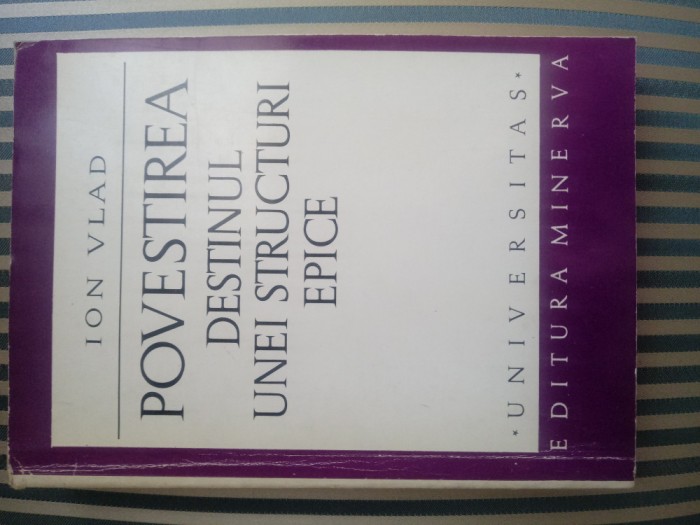 ION VLAD
POVESTIREA
DESTINUL
UNEI STRUCTURI
EPICE
*UNIVERSITAS*
EDITURA MINERVA